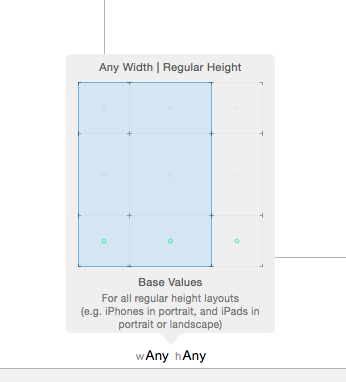 Any Width | Regular Height
Base Values
For all regular height layouts
(e.g. iPhones in portrait, and iPads in
portrait or landscape)
wAny hAny